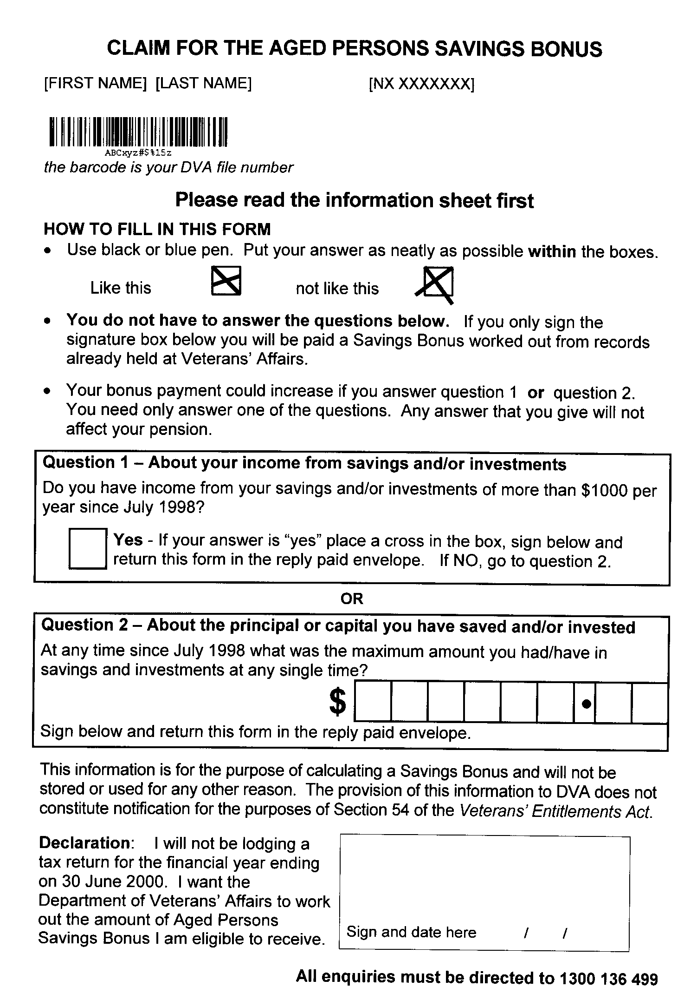 CLAIM FOR THE AGED PERSONS SAVINGS BONUS
[FIRST NAME] [LAST NAME] [NX XXXXXXX]
ABCxyz#$%15z
the barcode is your DVA file number
Please read the information sheet first
HOW TO FILL IN THIS FORM
• Use black or blue pen. Put your answer as neatly as possible within the boxes.
Like this not like this
• You do not have to answer the questions below. If you only sign the
signature box below you will be paid a Savings Bonus worked out from records
already held at Veterans' Affairs.
• Your bonus payment could increase if you answer question 1 or question 2.
You need only answer one of the questions. Any answer that you give will not
affect your pension.
Question 1 – About your income from savings and/or investments
Do you have income from your savings and/or investments of more than $1000 per
year since July 1998?
Yes - If your answer is “yes” place a cross in the box, sign below and
return this form in the reply paid envelope. If NO, go to question 2.
OR
Question 2 – About the principal or capital you have saved and/or invested
At any time since July 1998 what was the maximum amount you had/have in
savings and investments at any single time?
$ •
Sign below and return this form in the reply paid envelope.
This information is for the purpose of calculating a Savings Bonus and will not be
stored or used for any other reason. The provision of this information to DVA does not
constitute notification for the purposes of Section 54 of the Veterans' Entitlements Act.
Declaration: I will not be lodging a
tax return for the financial year ending
on 30 June 2000. I want the
Department of Veterans' Affairs to work
out the amount of Aged Persons
Savings Bonus I am eligible to receive.
Sign and date here / /
All enquiries must be directed to 1300 136 499